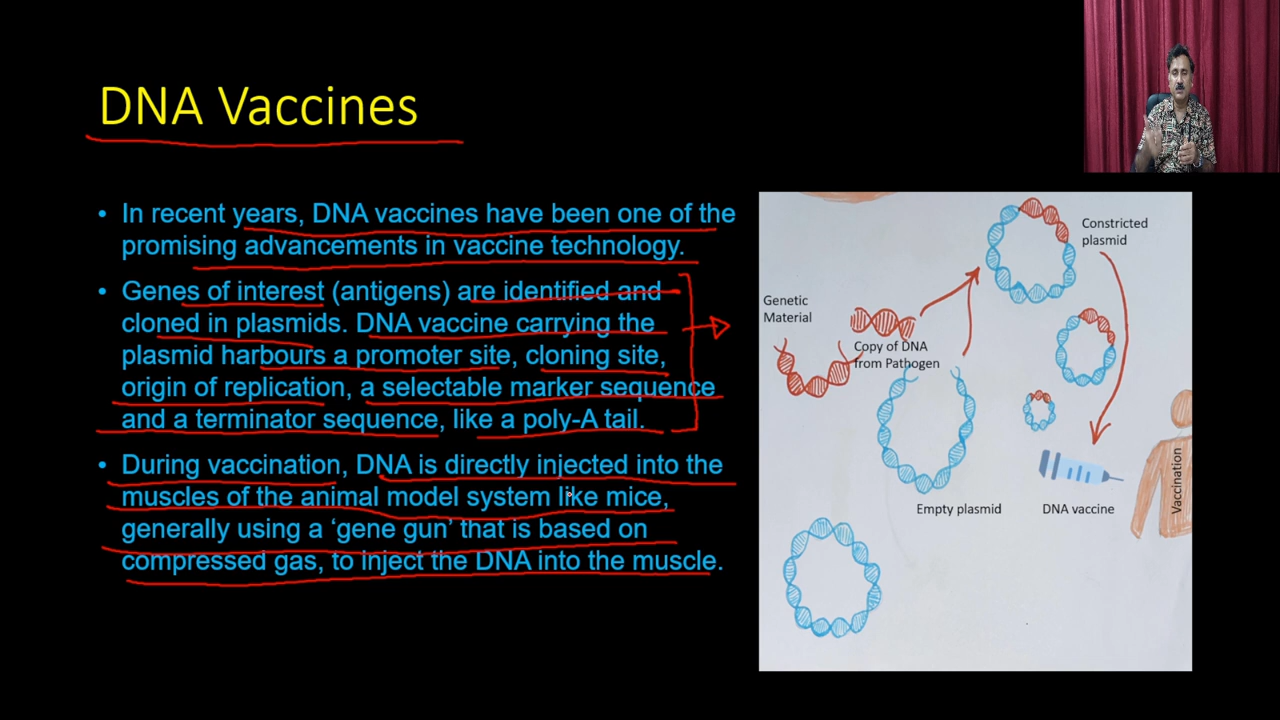 DNA Vaccines
• In recent years, DNA vaccines have been one of the
promising advancements in vaccine technology.
• Genes of interest (antigens) are identified and
cloned in plasmids. DNA vaccine carrying the
plasmid harbours a promoter site, cloning site,
origin of replication, a selectable marker sequence
and a terminator sequence, like a poly-A tail.
• During vaccination, DNA is directly injected into the
muscles of the animal model system like mice,
generally using a ‘gene gun’ that is based on
compressed gas, to inject the DNA into the muscle.
Constricted
plasmid
Genetic
Material
Copy of DNA
from Pathogen
Empty plasmid
DNA vaccine
Vaccination